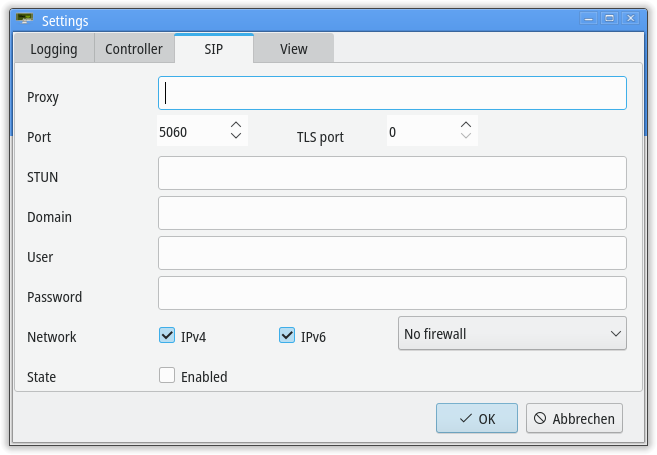 Settings
Logging Controller SIP View
Proxy
Port 5060 TLS port 0
STUN
Domain
User
Password
Network IPv4 IPv6 No firewall
State Enabled
OK Abbrechen